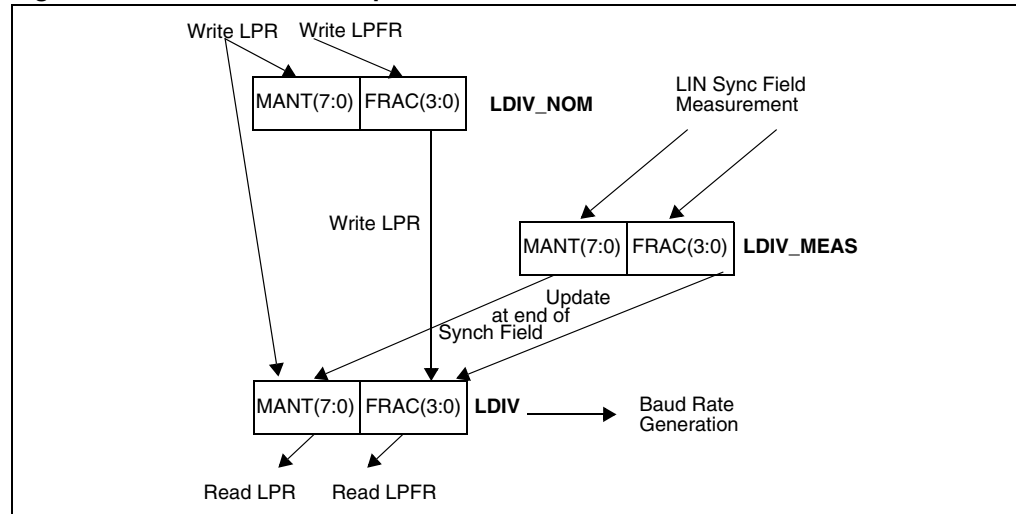 Write LPR Write LPFR
MANT(7:0) FRAC(3:0) LDIV_NOM
LIN Sync Field
Measurement
Write LPR
MANT(7:0) FRAC(3:0) LDIV_MEAS
Update
at end of
Synch Field
MANT(7:0) FRAC(3:0) LDIV
Baud Rate
Generation
Read LPR Read LPFR